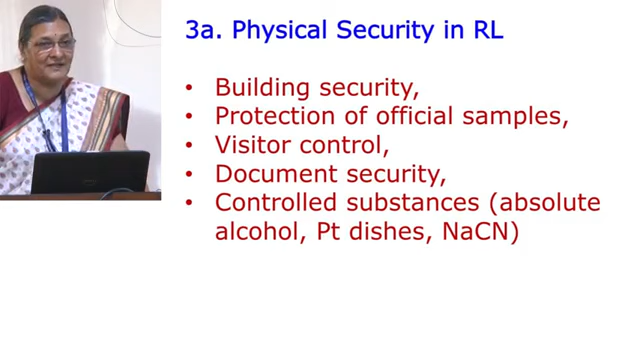 3a. Physical Security in RL
• Building security,
• Protection of official samples,
• Visitor control,
• Document security,
• Controlled substances (absolute
alcohol, Pt dishes, NaCN)